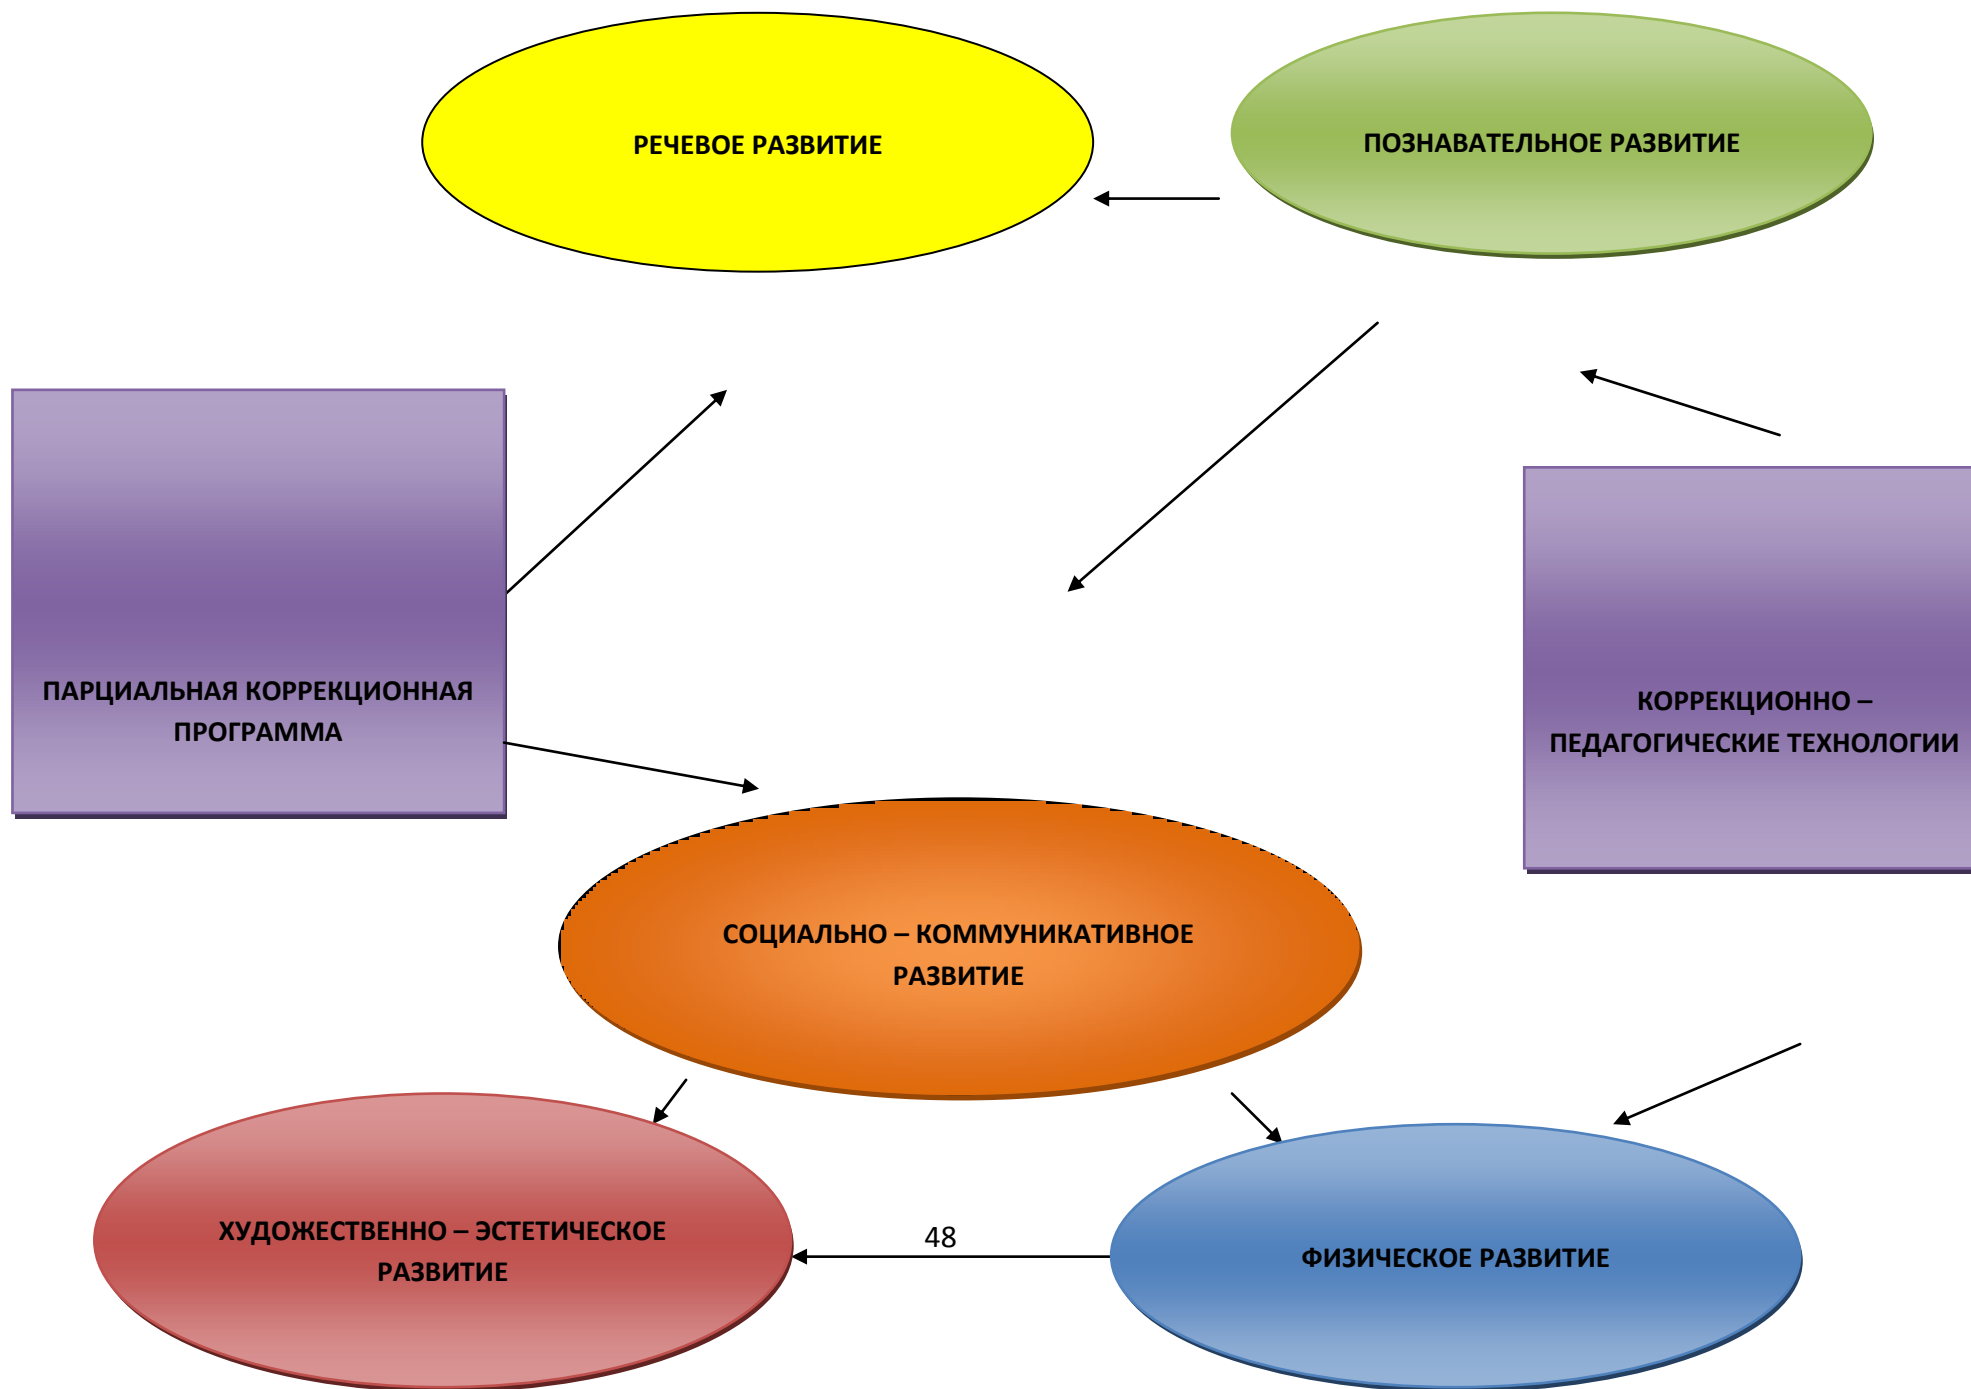 РЕЧЕВОЕ РАЗВИТИЕ
ПОЗНАВАТЕЛЬНОЕ РАЗВИТИЕ
ПАРЦИАЛЬНАЯ КОРРЕКЦИОННАЯ
ПРОГРАММА
КОРРЕКЦИОННО –
ПЕДАГОГИЧЕСКИЕ ТЕХНОЛОГИИ
СОЦИАЛЬНО – КОММУНИКАТИВНОЕ
РАЗВИТИЕ
ХУДОЖЕСТВЕННО – ЭСТЕТИЧЕСКОЕ
РАЗВИТИЕ
48
ФИЗИЧЕСКОЕ РАЗВИТИЕ